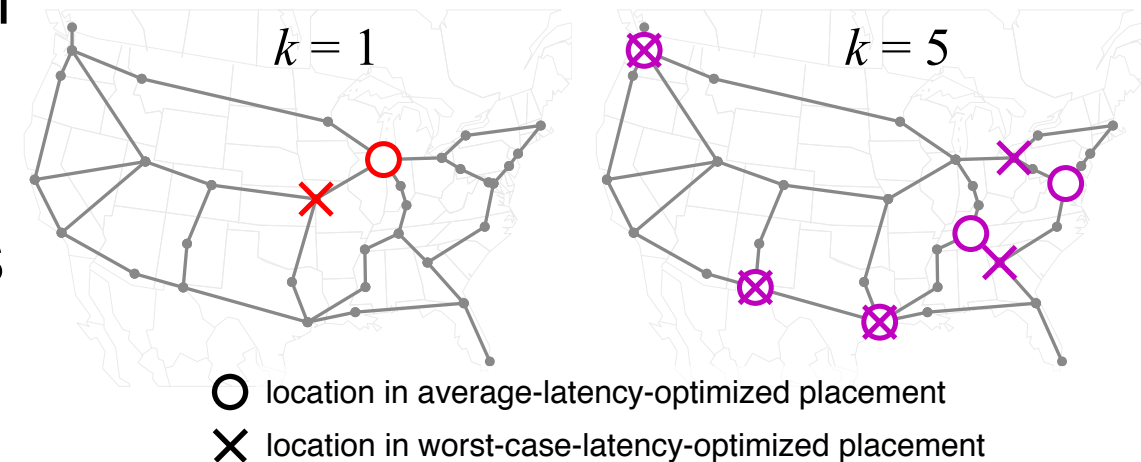 k = 1
k = 5
location in average-latency-optimized placement
location in worst-case-latency-optimized placement